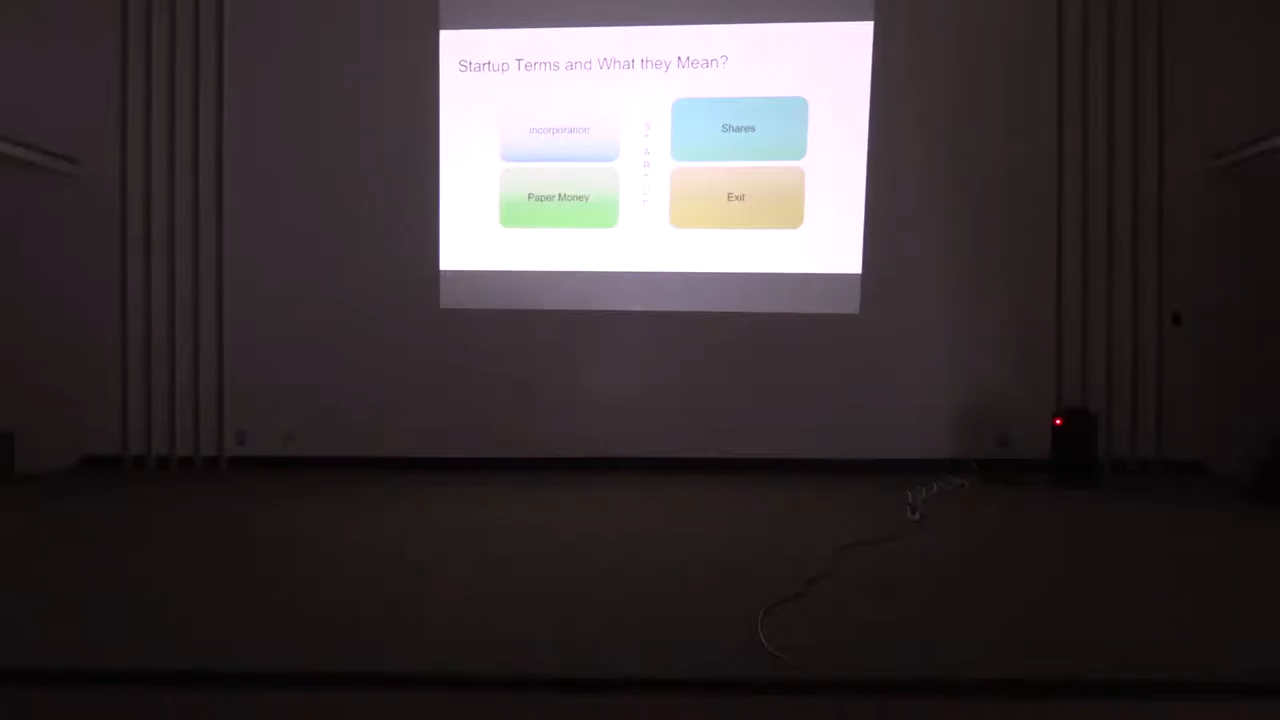 Startup Terms and What they Mean?
Incorporation
Shares
Paper Money
Exit